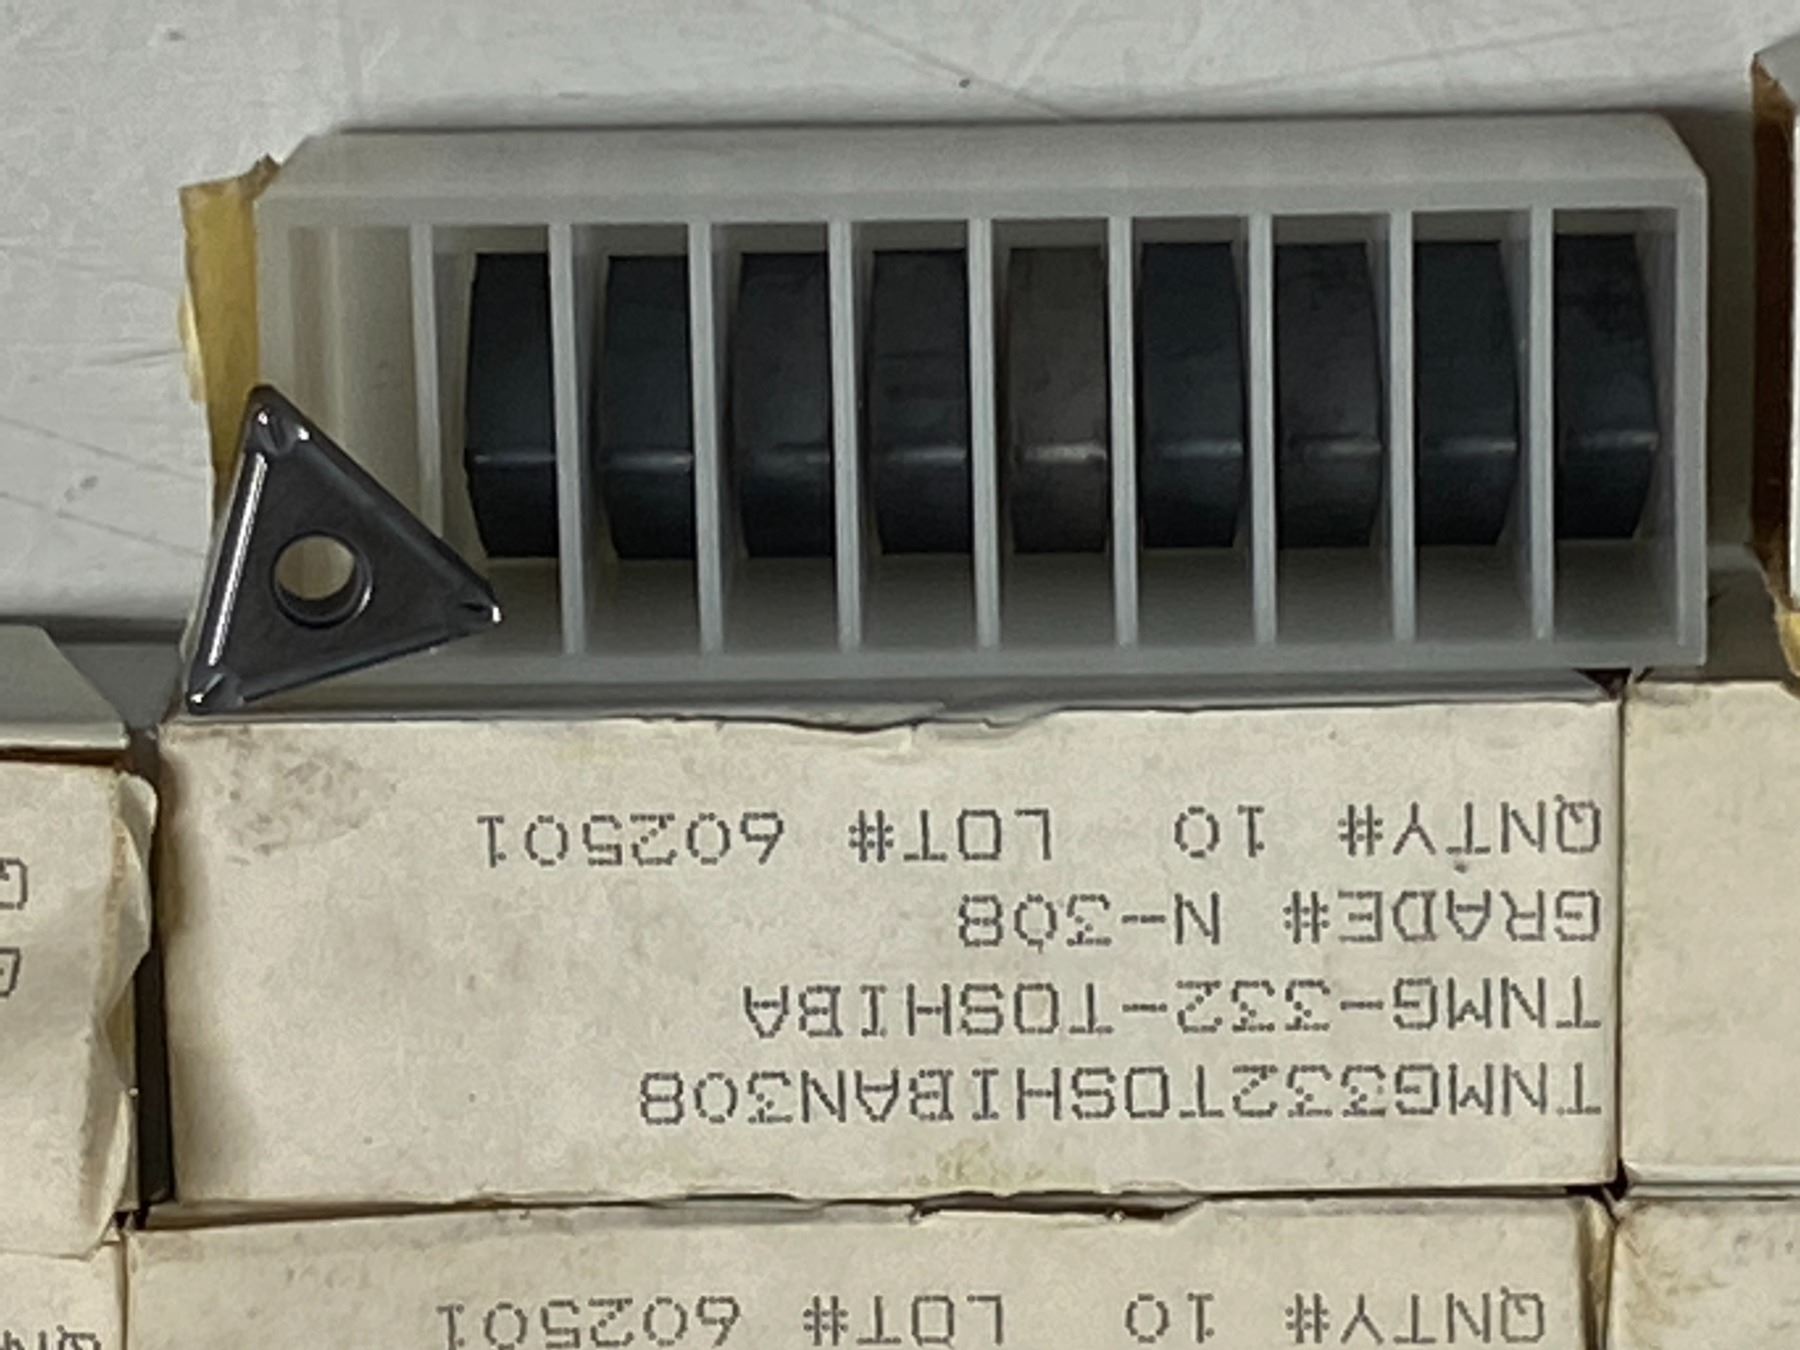 QNTY# 10 LOT# 602501
TNMG332TOSHIBAN308
TNMG-332-TOSHIBA
GRADE# N-308
QNTY# 10 LOT# 602501